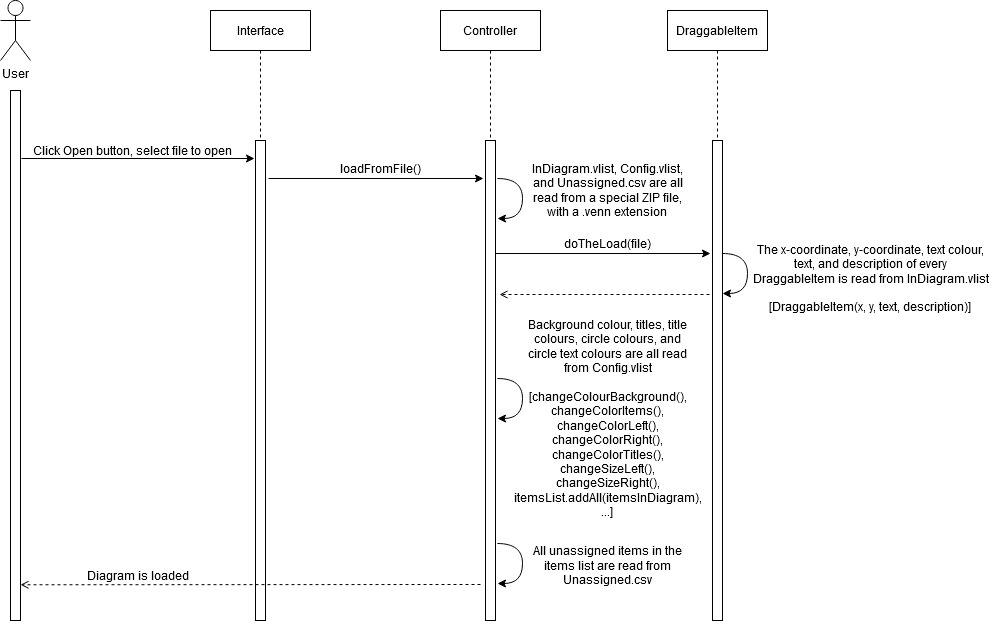 User
Interface
Controller
DraggableItem
Click Open button, select file to open
loadFromFile()
InDiagram.vlist, Config.vlist,
and Unassigned.csv are all
read from a special ZIP file,
with a .venn extension
doTheLoad(file)
The x-coordinate, y-coordinate, text colour,
text, and description of every
DraggableItem is read from InDiagram.vlist
[DraggableItem(x, y, text, description)]
Background colour, titles, title
colours, circle colours, and
circle text colours are all read
from Config.vlist
[changeColourBackground(),
changeColorItems(),
changeColorLeft(),
changeColorRight(),
changeColorTitles(),
changeSizeLeft(),
changeSizeRight(),
itemsList.addAll(itemsInDiagram),
...]
All unassigned items in the
items list are read from
Unassigned.csv
Diagram is loaded